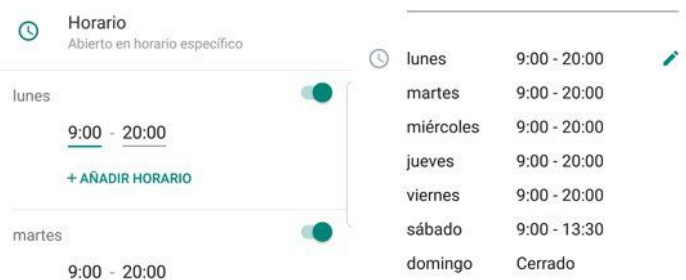 Horario
Abierto en horario específico
lunes
9:00 - 20:00
+ AÑADIR HORARIO
martes
9:00 - 20:00
lunes 9:00 - 20:00
martes 9:00 - 20:00
miércoles 9:00 - 20:00
jueves 9:00 - 20:00
viernes 9:00 - 20:00
sábado 9:00 - 13:30
domingo Cerrado